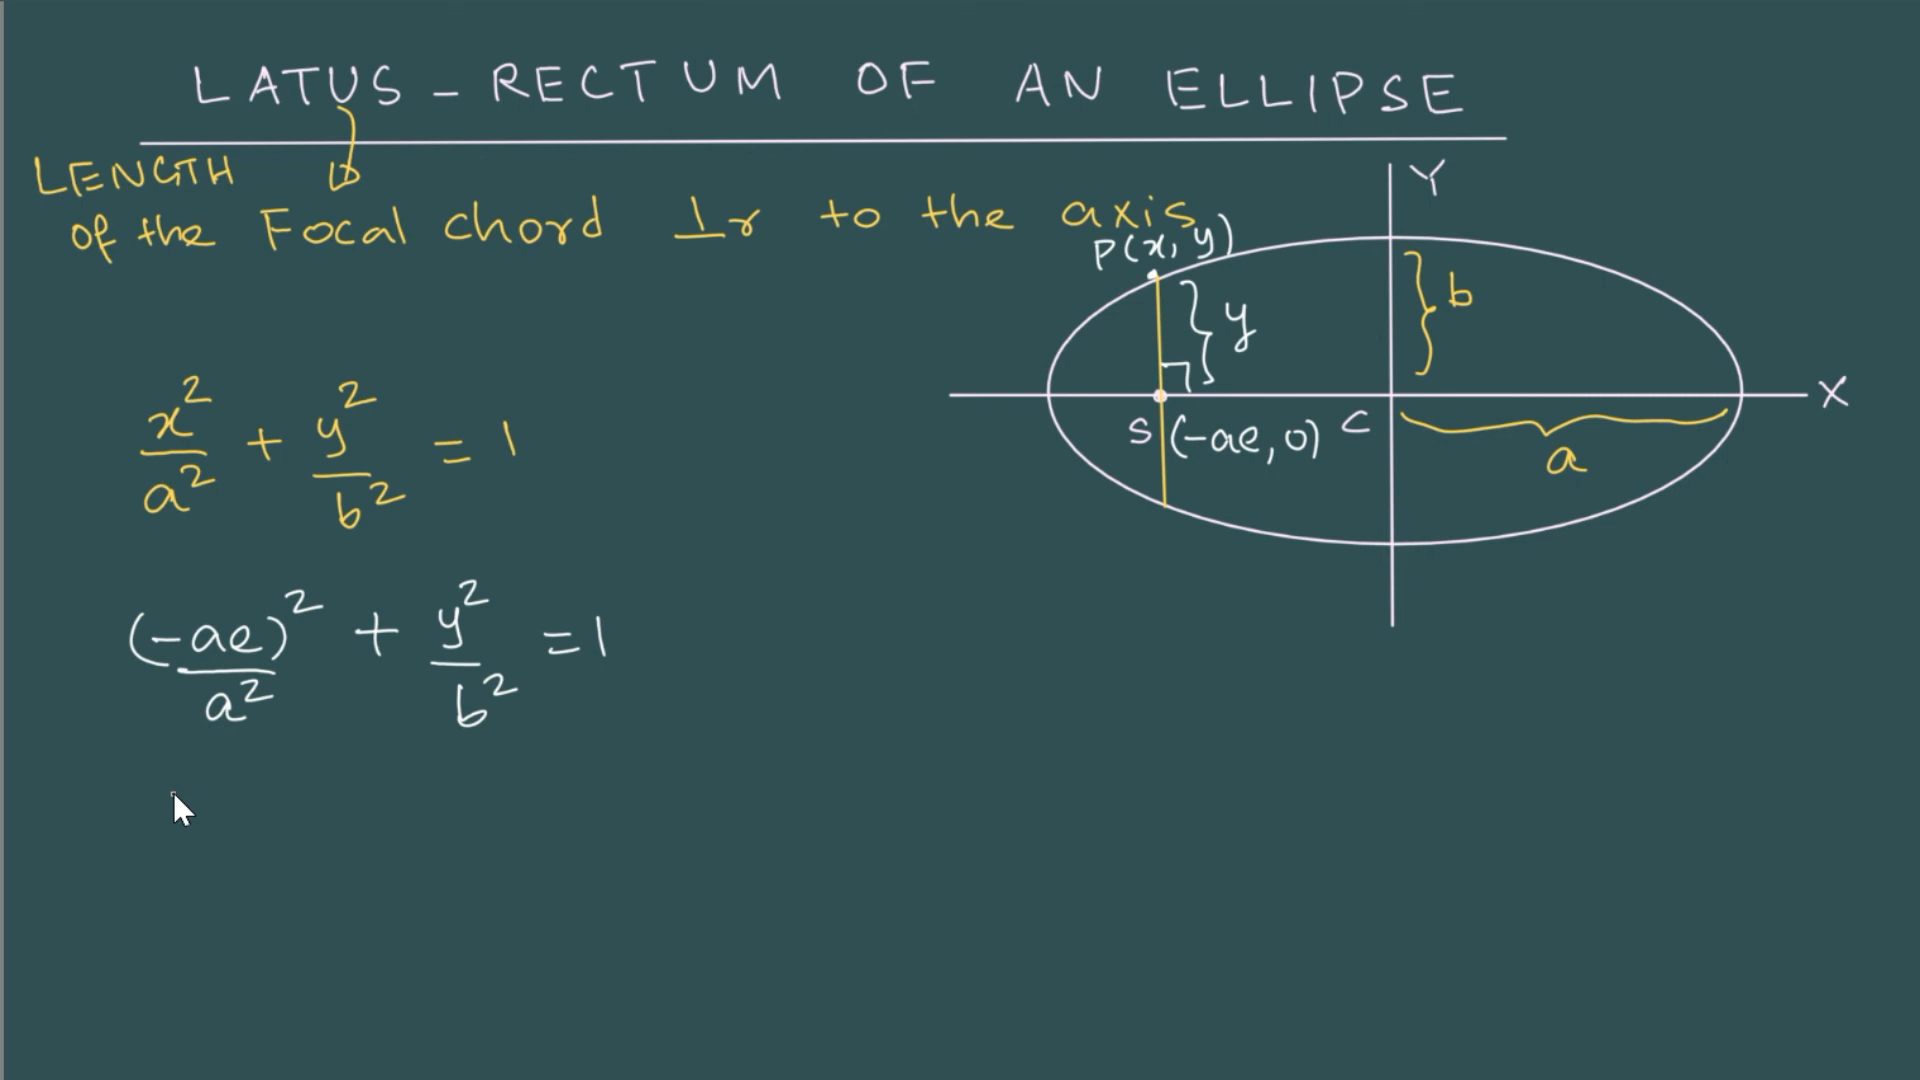 LATUS - RECTUM OF AN ELLIPSE
LENGTH
of the Focal chord ⊥r to the axis
Y
P(x, y)
b
y
X
S (-ae, 0) C
a
x²/a² + y²/b² = 1
(-ae)²/a² + y²/b² = 1